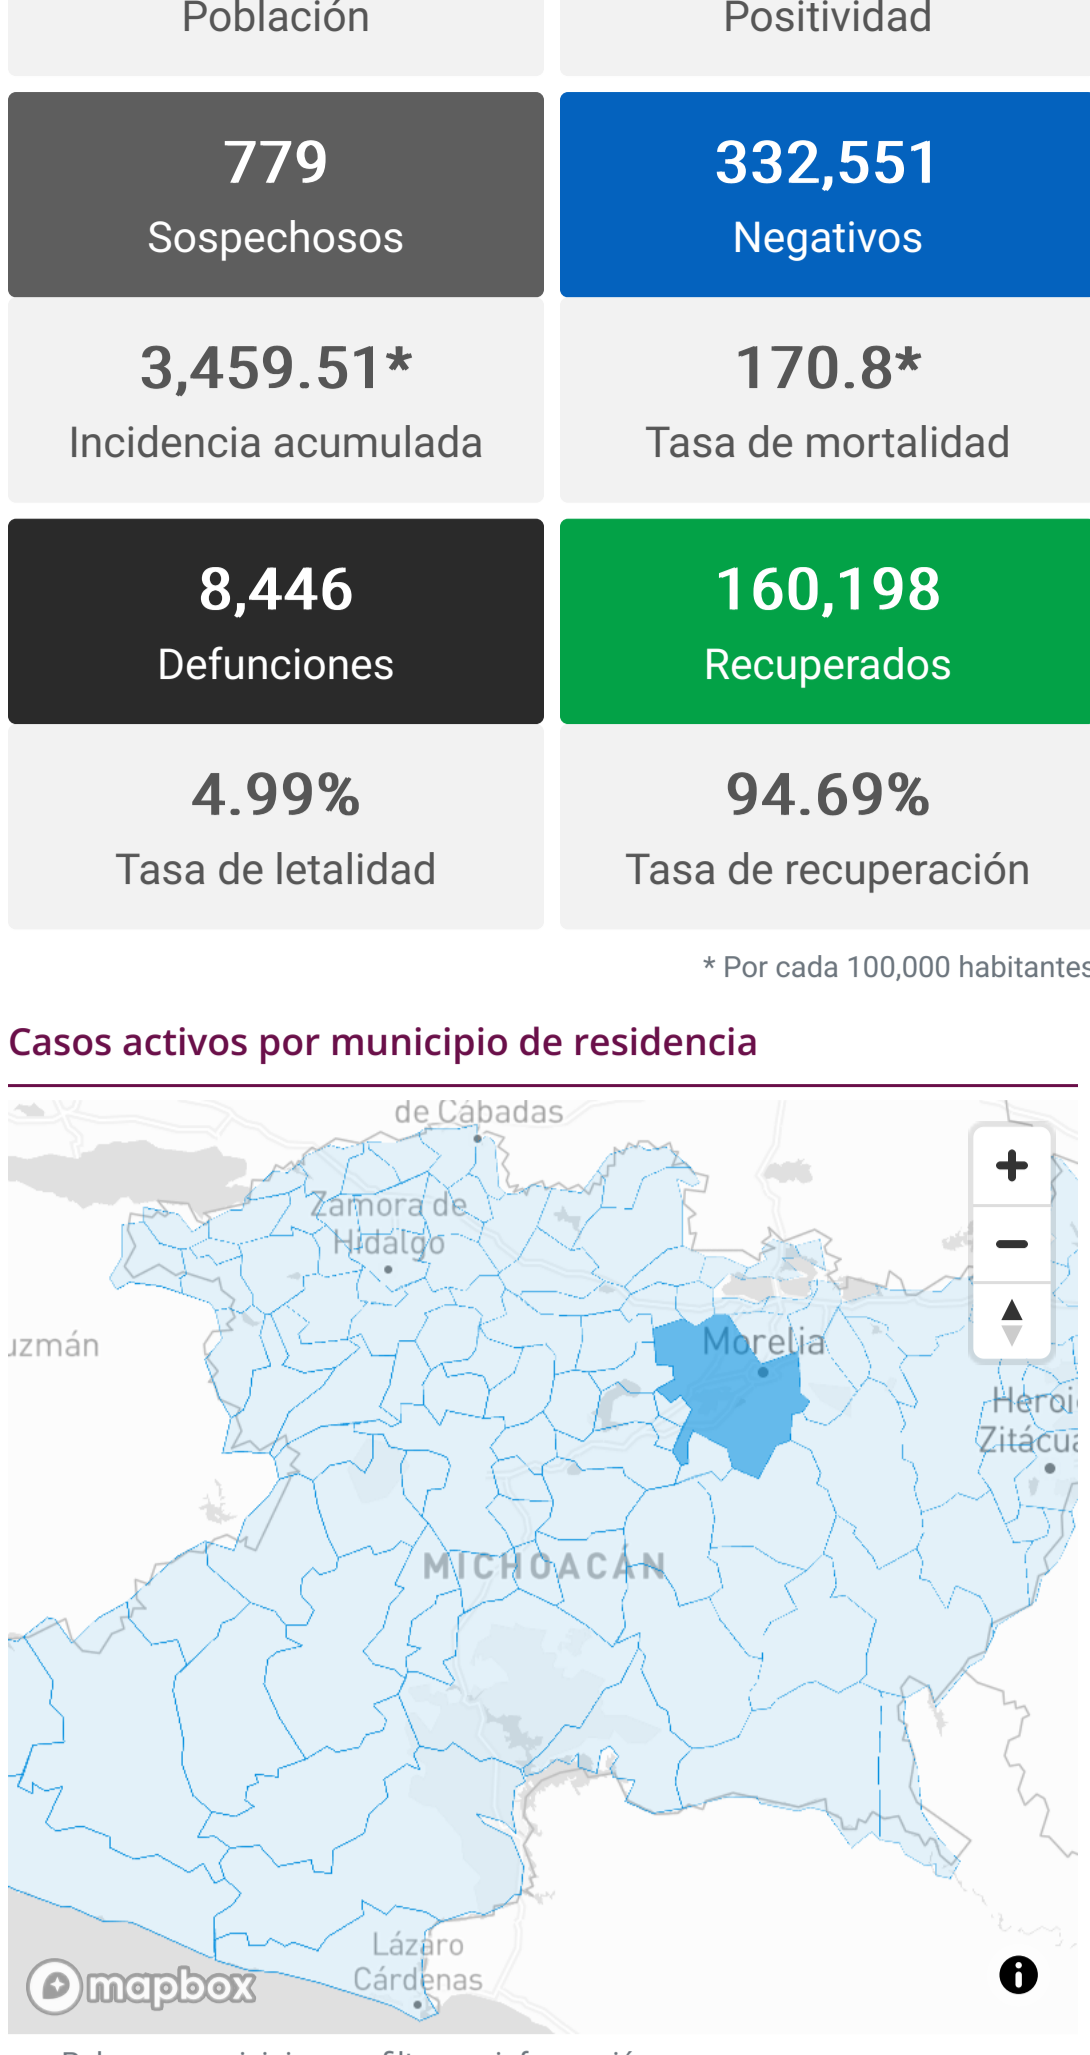 Población
Positividad
779
Sospechosos
332,551
Negativos
3,459.51*
Incidencia acumulada
170.8*
Tasa de mortalidad
8,446
Defunciones
160,198
Recuperados
4.99%
Tasa de letalidad
94.69%
Tasa de recuperación
* Por cada 100,000 habitantes
Casos activos por municipio de residencia
de Cábadas
Zamora de
Hidalgo
uzmán
Morelia
Heroi
Zitácua
MICHOACÁN
Lázaro
Cárdenas
mapbox